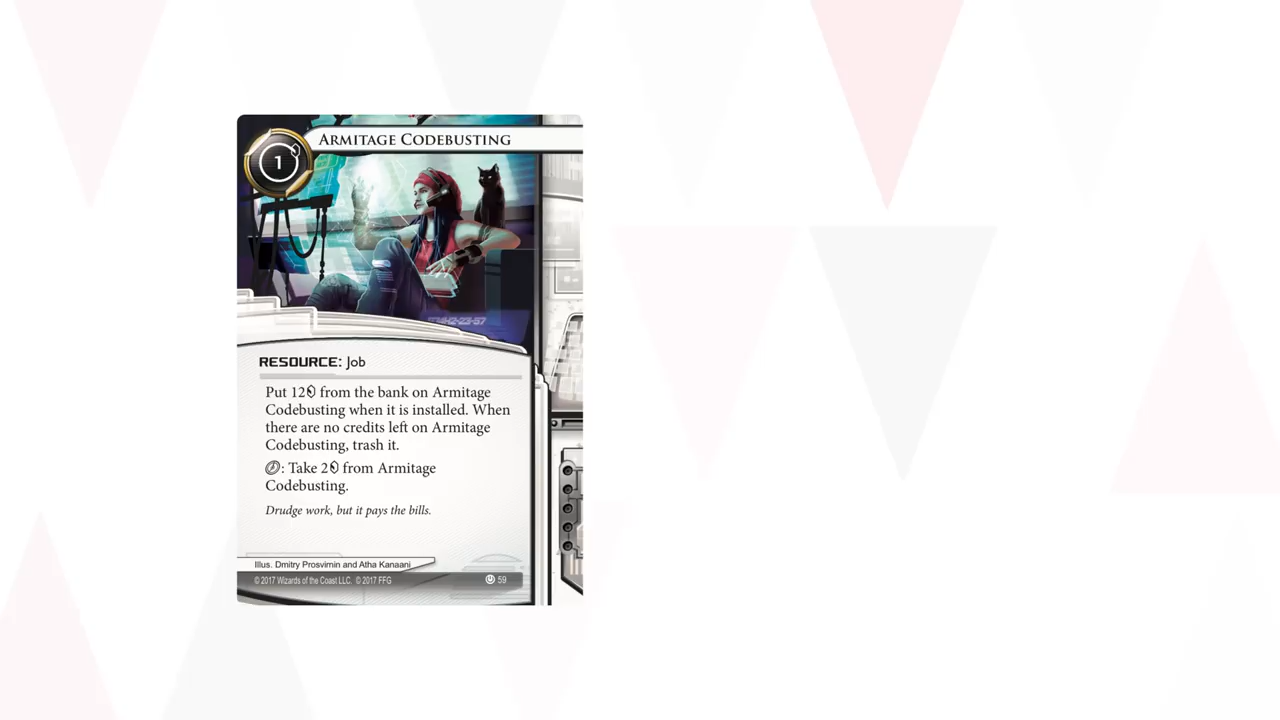 ARMITAGE CODEBUSTING
1
RESOURCE: Job
Put 12 from the bank on Armitage
Codebusting when it is installed. When
there are no credits left on Armitage
Codebusting, trash it.
: Take 2 from Armitage
Codebusting.
Drudge work, but it pays the bills.
Illus. Dmitry Prosvimin and Atha Kanaani
© 2017 Wizards of the Coast LLC. © 2017 FFG
59